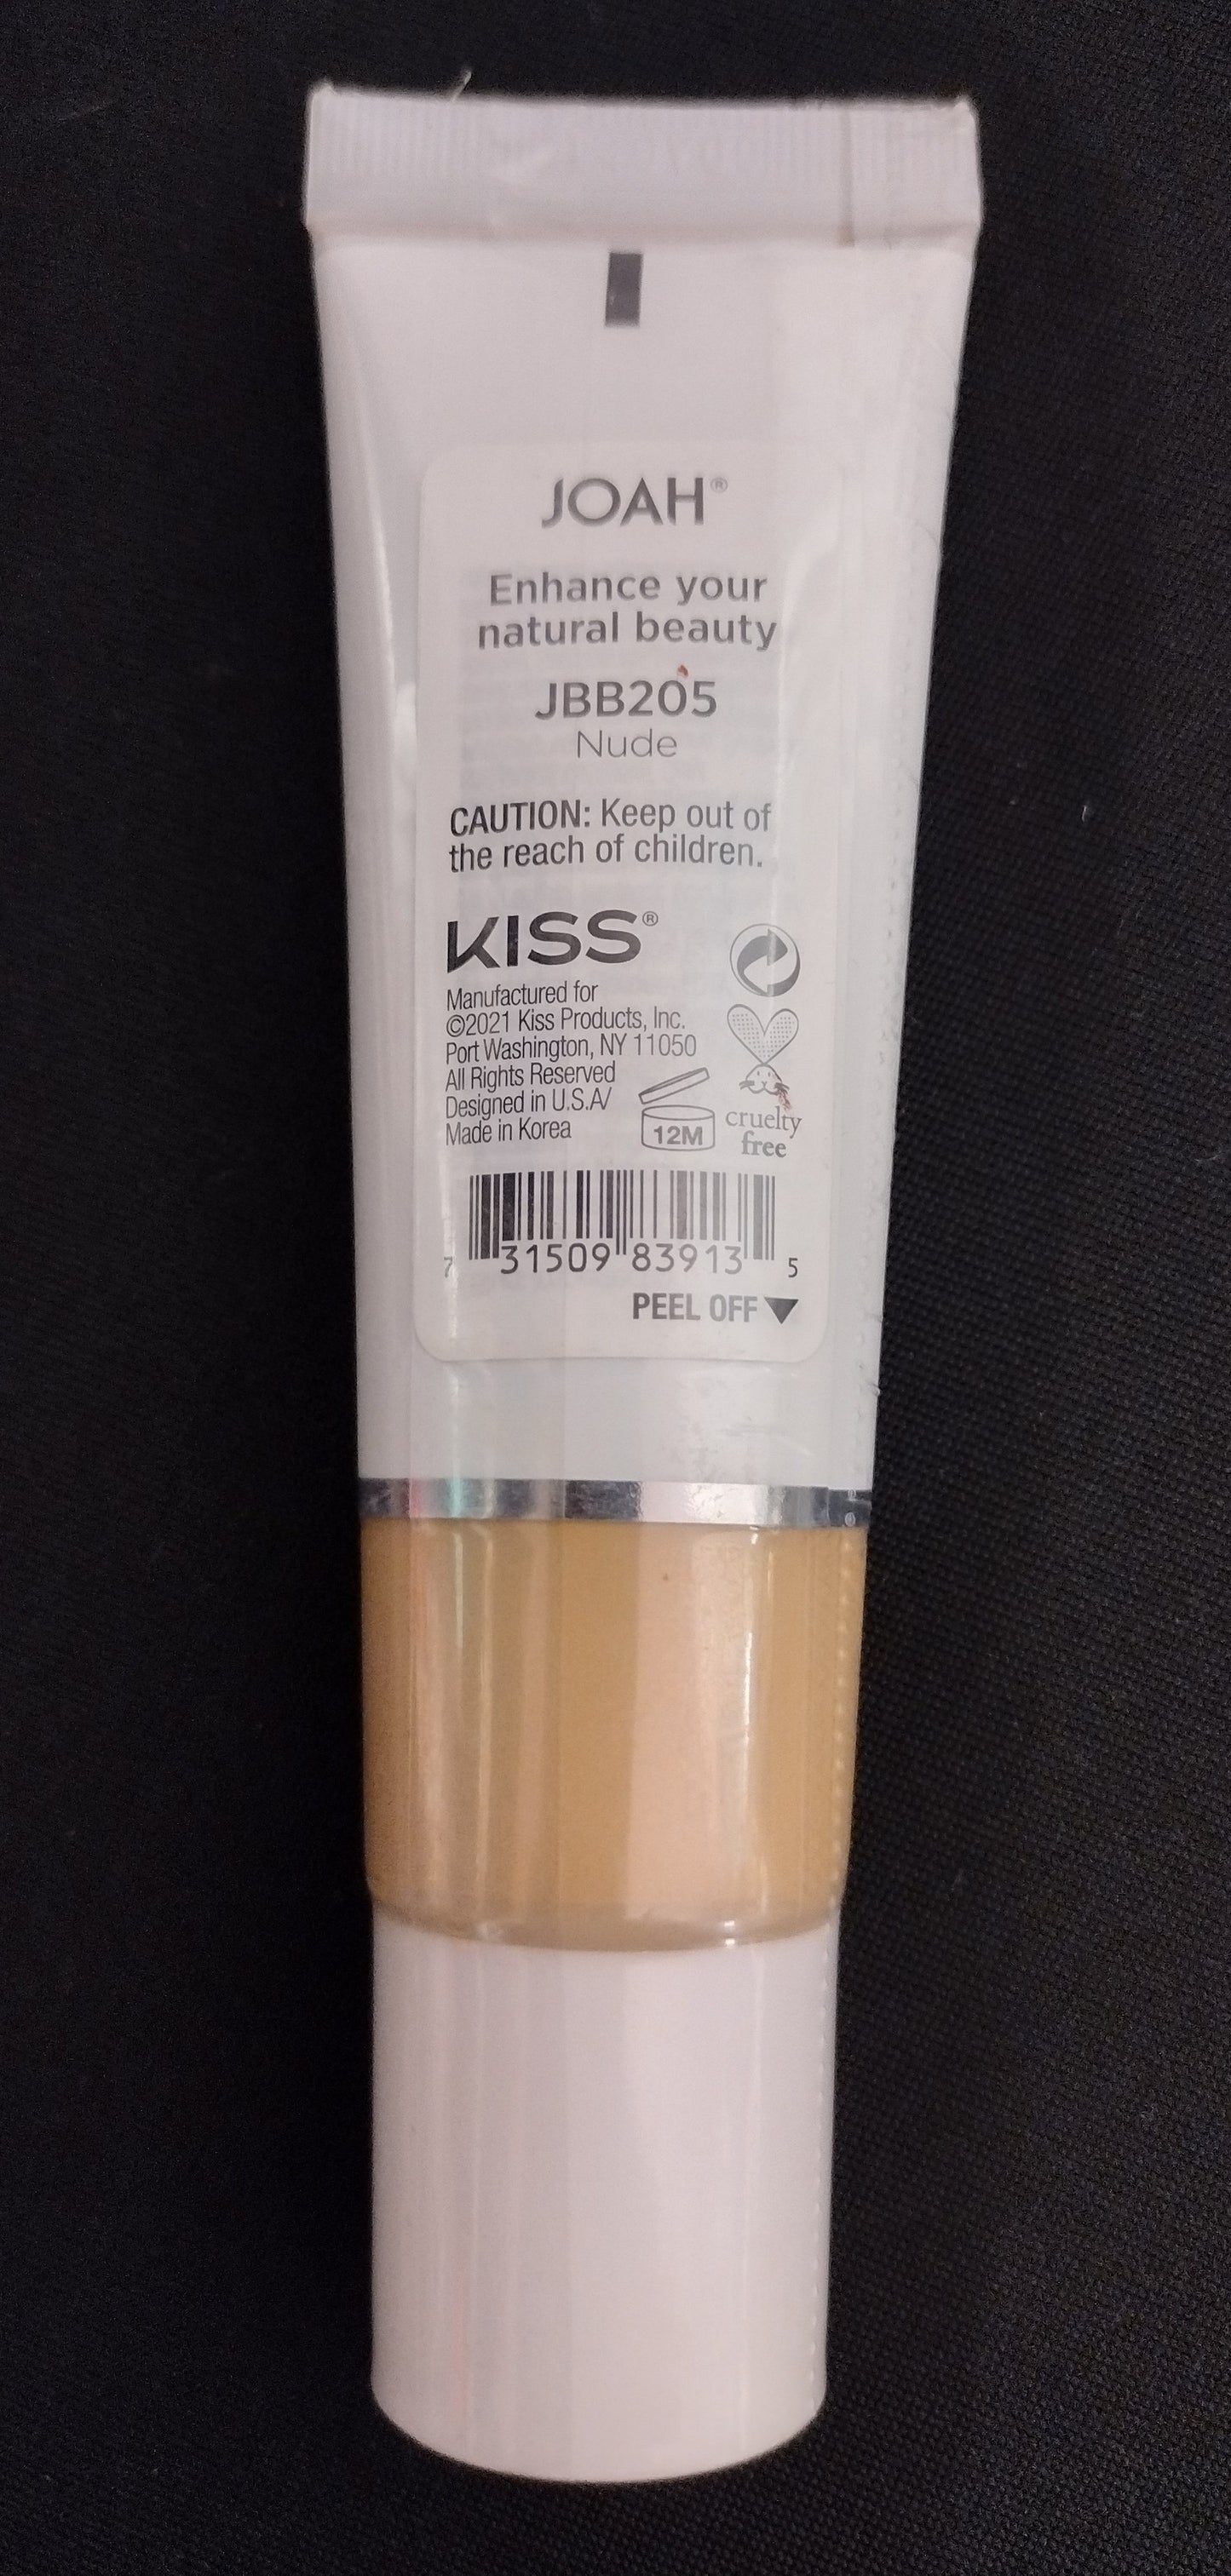 JOAH®
Enhance your
natural beauty
JBB205
Nude
CAUTION: Keep out of
the reach of children.
KISS®
Manufactured for
©2021 Kiss Products, Inc.
Port Washington, NY 11050
All Rights Reserved
Designed in U.S.A/
Made in Korea
12M
cruelty
free
7 31509 83913 5
PEEL OFF▼